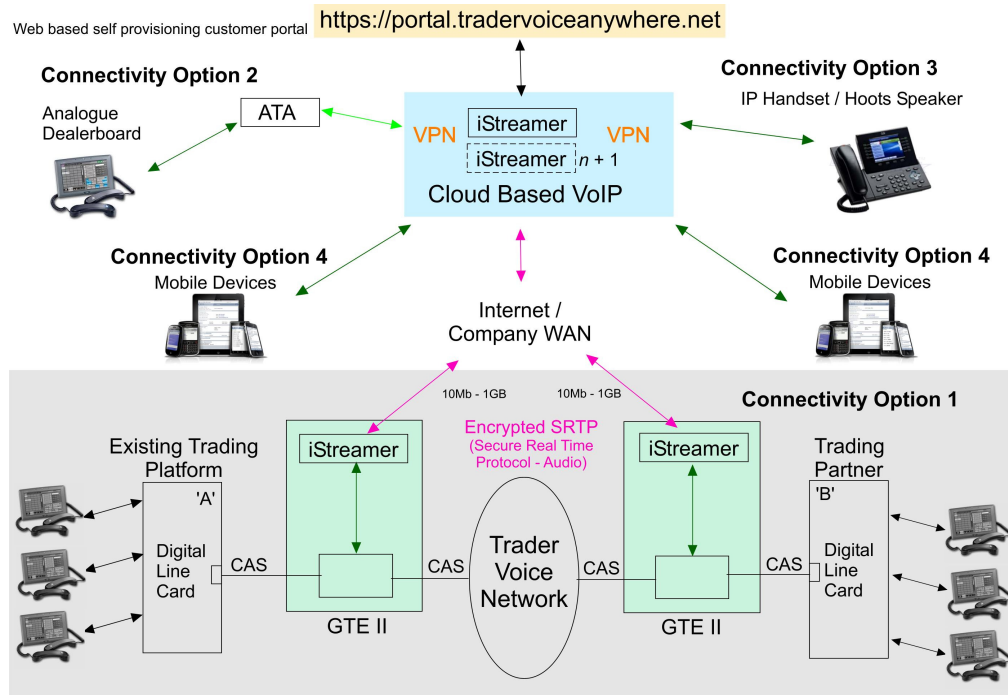 Web based self provisioning customer portal
https://portal.tradervoiceanywhere.net
Connectivity Option 2
Analogue
Dealerboard
ATA
VPN
iStreamer
VPN
iStreamer
n + 1
Cloud Based VoIP
Connectivity Option 3
IP Handset / Hoots Speaker
Connectivity Option 4
Mobile Devices
Connectivity Option 4
Mobile Devices
Internet /
Company WAN
10Mb - 1GB
10Mb - 1GB
Connectivity Option 1
Encrypted SRTP
(Secure Real Time
Protocol - Audio)
Existing Trading
Platform
'A'
Digital
Line
Card
CAS
iStreamer
GTE II
CAS
Trader
Voice
Network
CAS
iStreamer
GTE II
CAS
Trading
Partner
'B'
Digital
Line
Card